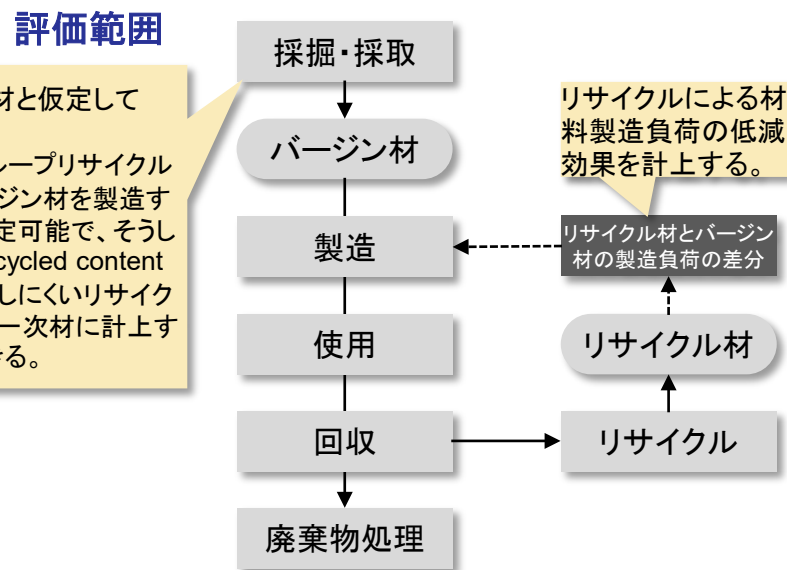 評価範囲
採掘・採取
材と仮定して
ループリサイクル
ジン材を製造す
定可能で、そうし
cycled content
しにくいリサイク
一次材に計上す
る。
バージン材
製造
使用
回収
廃棄物処理
リサイクルによる材
料製造負荷の低減
効果を計上する。
リサイクル材とバージン
材の製造負荷の差分
リサイクル材
リサイクル